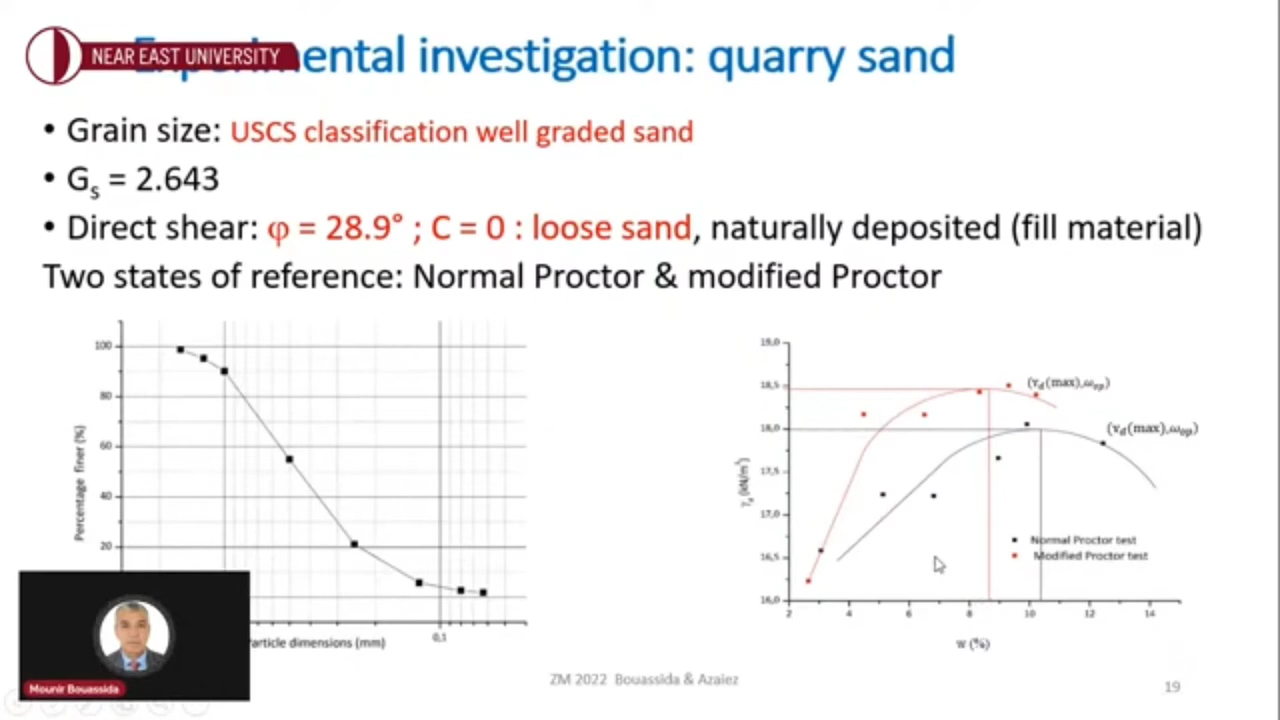 NEAR EAST UNIVERSITY
imental investigation: quarry sand
• Grain size: USCS classification well graded sand
• Gs = 2.643
• Direct shear: φ = 28.9° ; C = 0 : loose sand, naturally deposited (fill material)
Two states of reference: Normal Proctor & modified Proctor
100
80
60
40
20
Percentage finer (%)
0,1
article dimensions (mm)
19,0
18,5
18,0
17,5
17,0
16,5
16,0
γd (kN/m³)
(γd(max),ωop)
(γd(max),ωop)
Normal Proctor test
Modified Proctor test
2 4 6 8 10 12 14
w (%)
Mounir Bouassida
ZM 2022 Bouassida & Azaiez
19